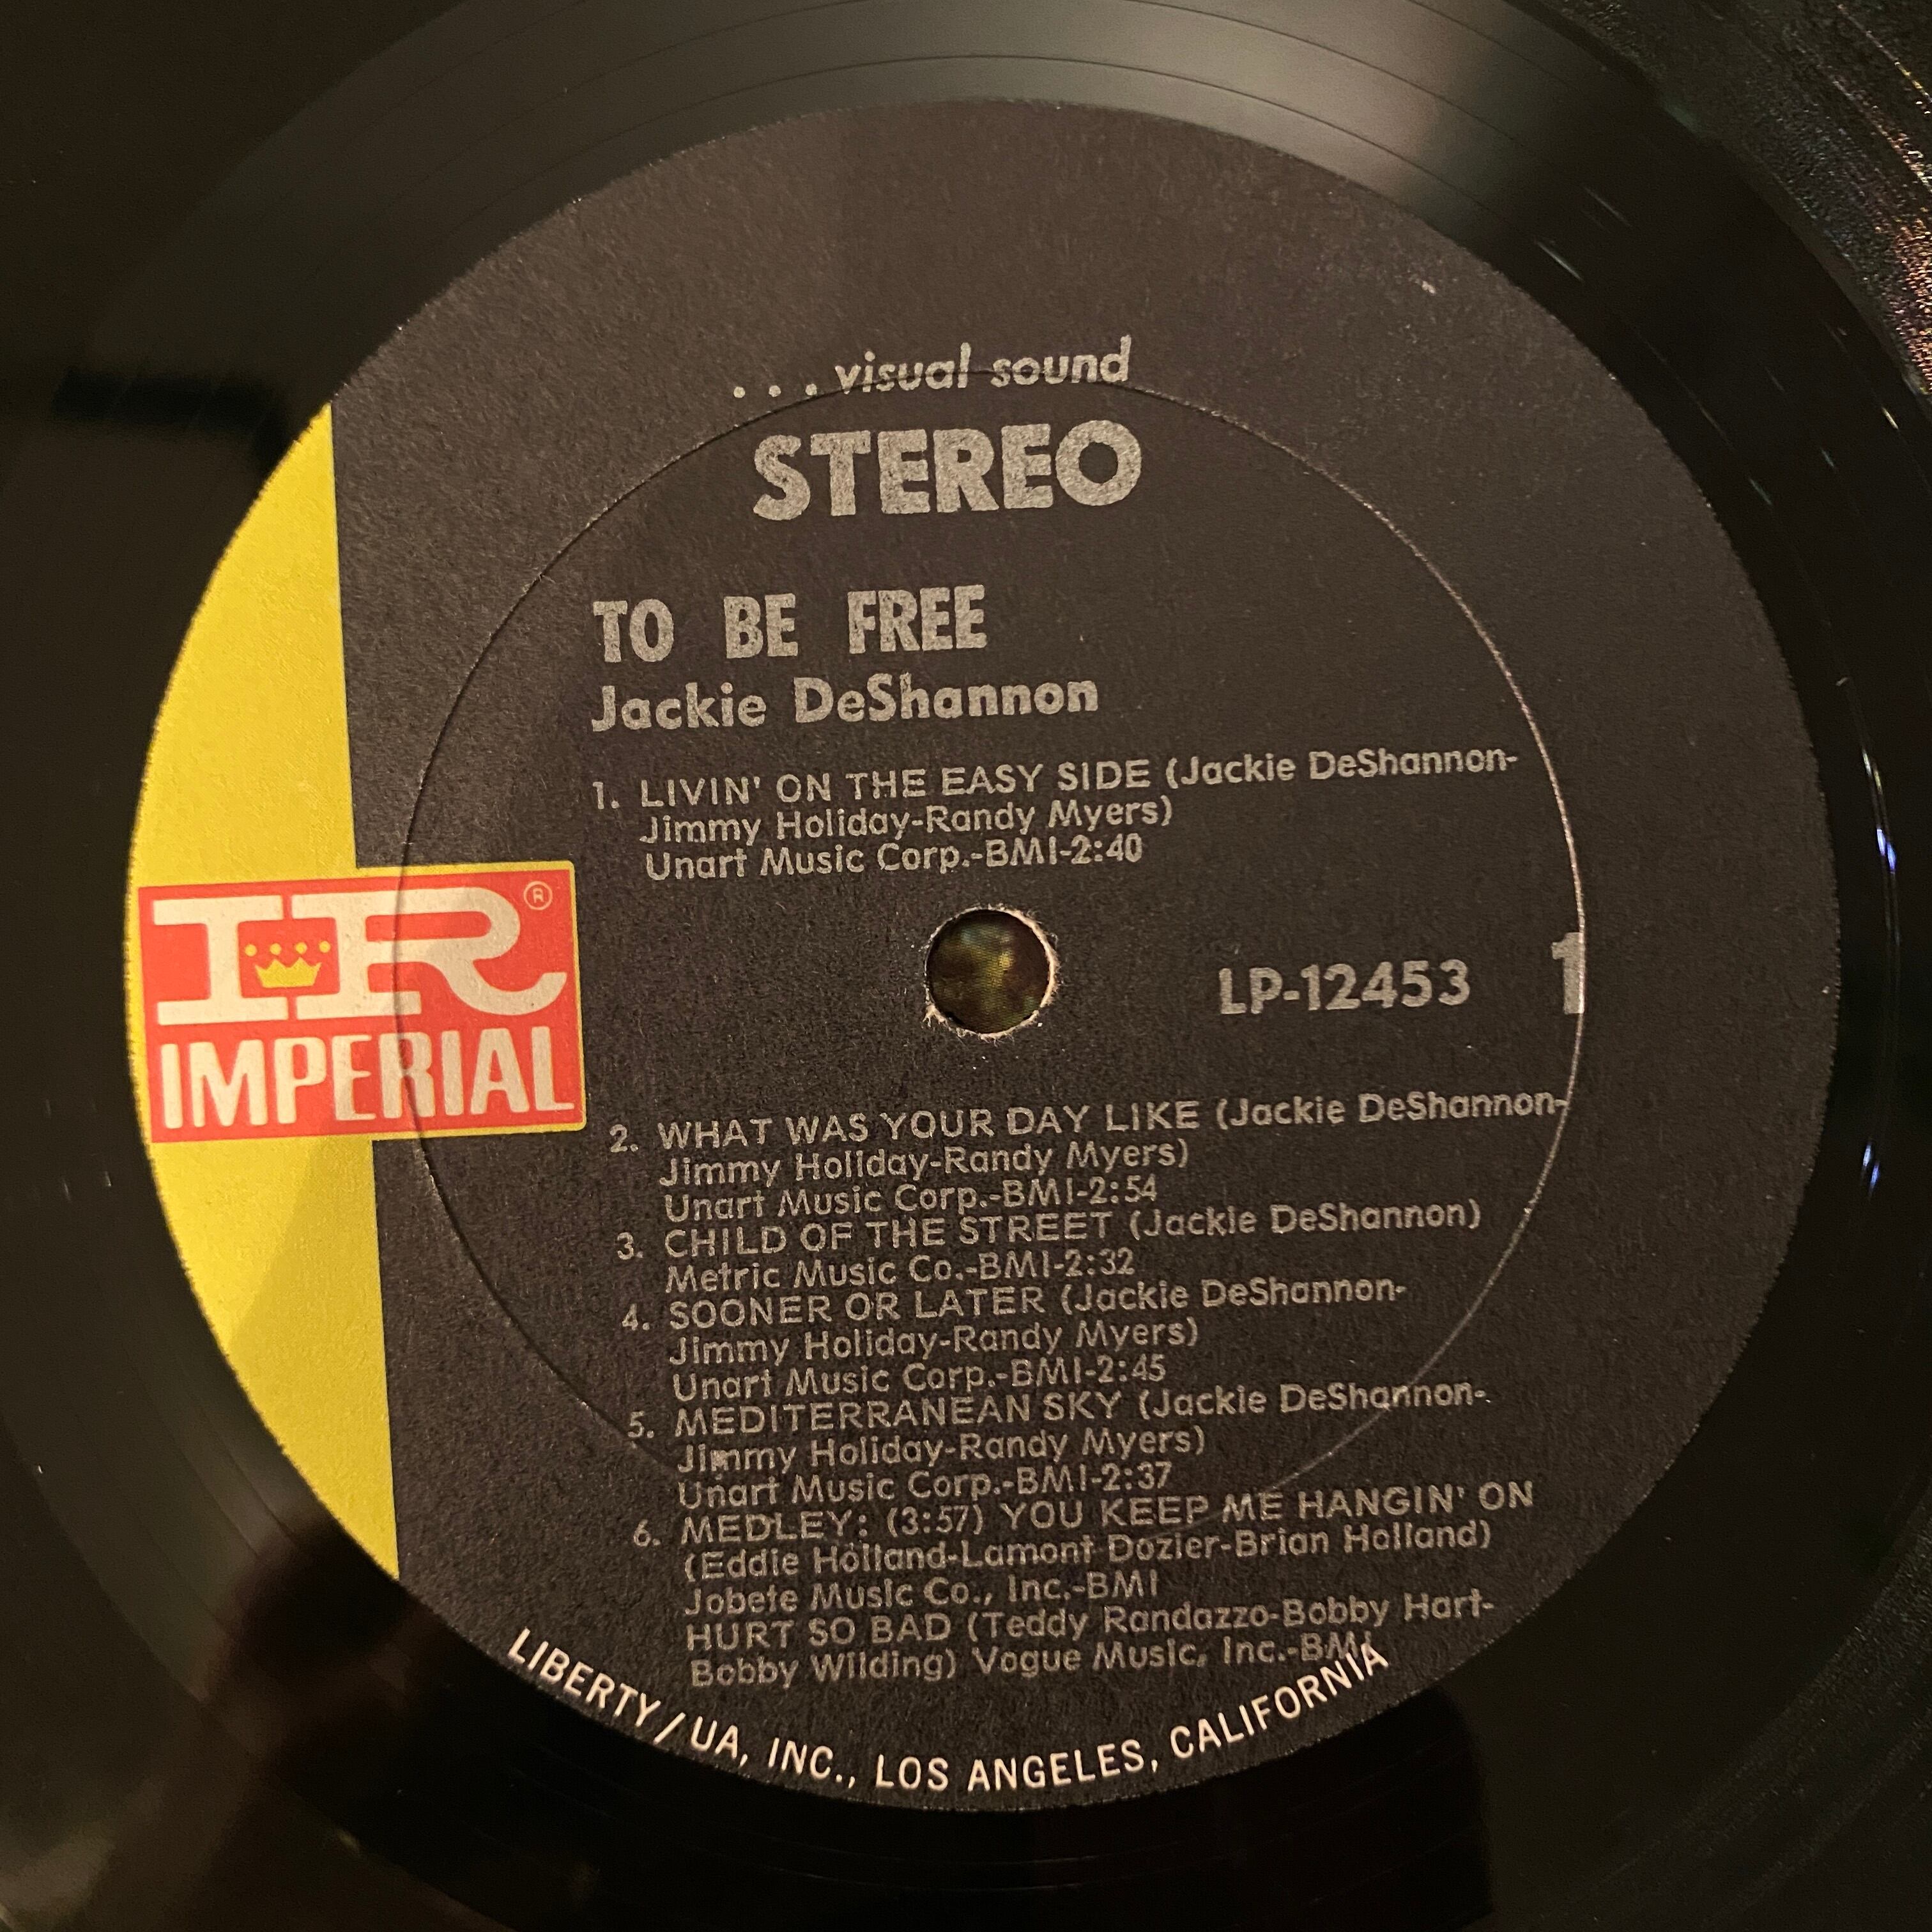 . . . visual sound
STEREO
TO BE FREE
Jackie DeShannon
1. LIVIN' ON THE EASY SIDE (Jackie DeShannon-
Jimmy Holiday-Randy Myers)
Unart Music Corp.-BMI-2:40
IR ®
IMPERIAL
LP-12453 1
2. WHAT WAS YOUR DAY LIKE (Jackie DeShannon-
Jimmy Holiday-Randy Myers)
Unart Music Corp.-BMI-2:54
3. CHILD OF THE STREET (Jackie DeShannon)
Metric Music Co.-BMI-2:32
4. SOONER OR LATER (Jackie DeShannon-
Jimmy Holiday-Randy Myers)
Unart Music Corp.-BMI-2:45
5. MEDITERRANEAN SKY (Jackie DeShannon-
Jimmy Holiday-Randy Myers)
Unart Music Corp.-BMI-2:37
6. MEDLEY: (3:57) YOU KEEP ME HANGIN' ON
(Eddie Holland-Lamont Dozier-Brian Holland)
Jobete Music Co., Inc.-BMI
HURT SO BAD (Teddy Randazzo-Bobby Hart-
Bobby Wilding) Vogue Music, Inc.-BMI
LIBERTY/UA, INC., LOS ANGELES, CALIFORNIA